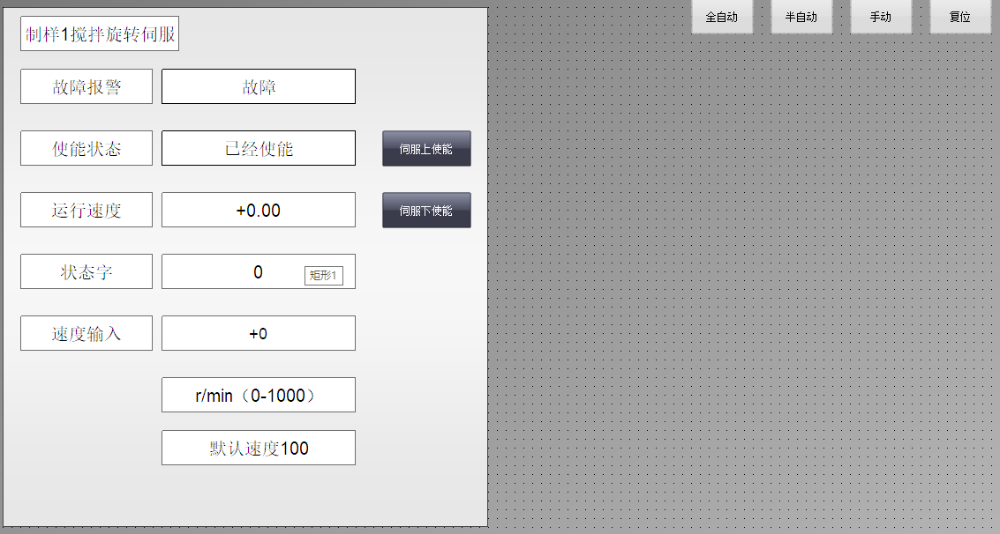 全自动 半自动 手动 复位
制样1搅拌旋转伺服
故障报警 故障
使能状态 已经使能 伺服上使能
运行速度 +0.00 伺服下使能
状态字 0 矩形1
速度输入 +0
r/min（0-1000）
默认速度100